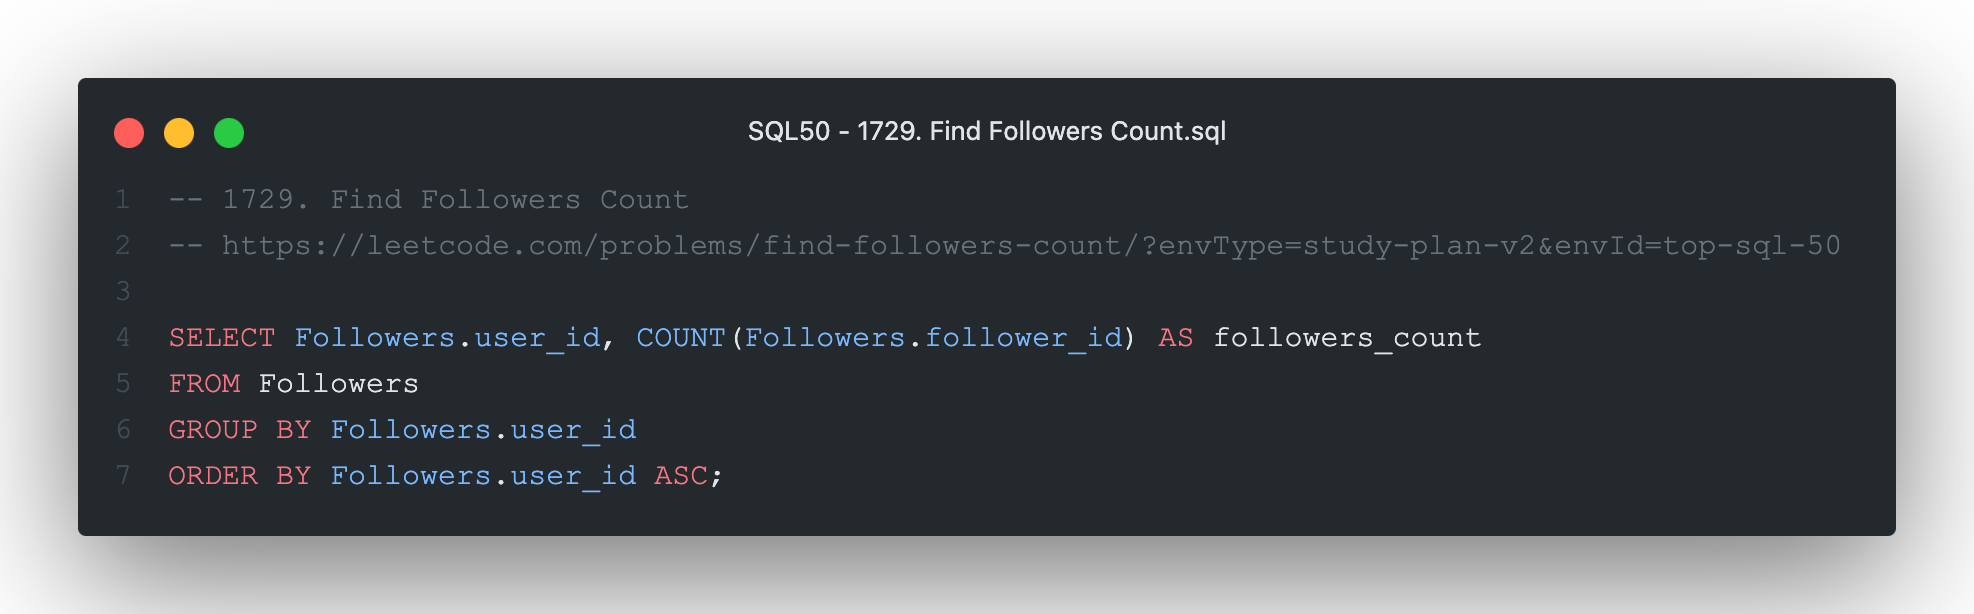 SQL50 - 1729. Find Followers Count.sql
1 -- 1729. Find Followers Count
2 -- https://leetcode.com/problems/find-followers-count/?envType=study-plan-v2&envId=top-sql-50
3
4 SELECT Followers.user_id, COUNT(Followers.follower_id) AS followers_count
5 FROM Followers
6 GROUP BY Followers.user_id
7 ORDER BY Followers.user_id ASC;